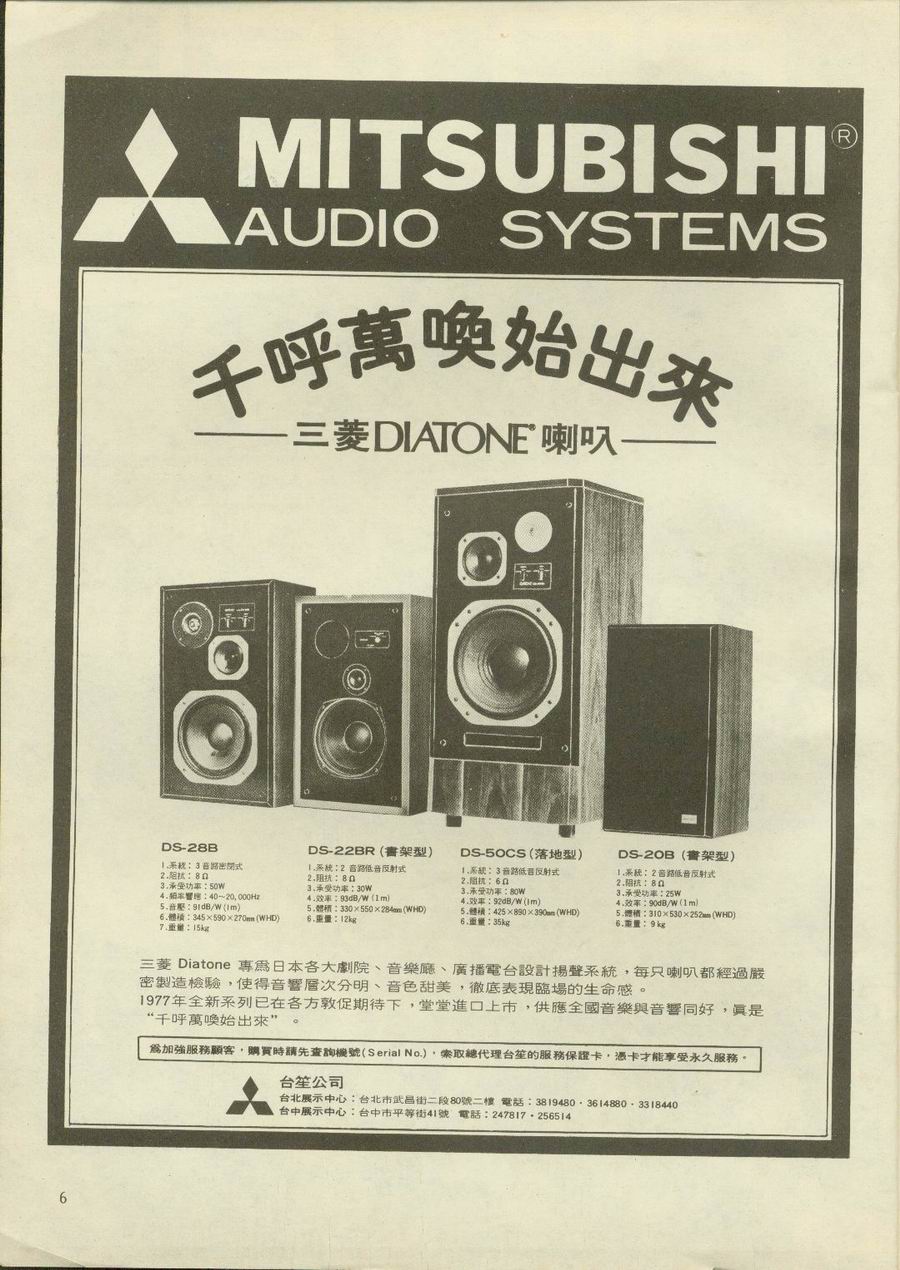 MITSUBISHI®
AUDIO SYSTEMS
千呼萬喚始出來
三菱DIATONE®喇叭
DS-28B
1.系統：3音路密閉式
2.阻抗：8Ω
3.承受功率：50W
4.頻率響應：40~20,000Hz
5.音壓：91dB/W(1m)
6.體積：345×590×270mm(WHD)
7.重量：15kg
DS-22BR(書架型)
1.系統：2音路低音反射式
2.阻抗：8Ω
3.承受功率：30W
4.效率：93dB/W(1m)
5.體積：330×550×284mm(WHD)
6.重量：12kg
DS-50CS(落地型)
1.系統：3音路低音反射式
2.阻抗：6Ω
3.承受功率：80W
4.效率：92dB/W(1m)
5.體積：425×890×390mm(WHD)
6.重量：35kg
DS-20B(書架型)
1.系統：2音路低音反射式
2.阻抗：8Ω
3.承受功率：25W
4.效率：90dB/W(1m)
5.體積：310×530×252mm(WHD)
6.重量：9kg
三菱 Diatone 專爲日本各大劇院、音樂廳、廣播電台設計揚聲系統，每只喇叭都經過嚴
密製造檢驗，使得音響層次分明、音色甜美，徹底表現臨場的生命感。
1977年全新系列已在各方敦促期待下，堂堂進口上市，供應全國音樂與音響同好，眞是
“千呼萬喚始出來”。
爲加強服務顧客，購買時請先查詢機號(Serial No.)，索取總代理台笙的服務保證卡，憑卡才能享受永久服務。
台笙公司
台北展示中心：台北市武昌街二段80號二樓 電話：3819480．3614880．3318440
台中展示中心：台中市平等街41號 電話：247817．256514
6